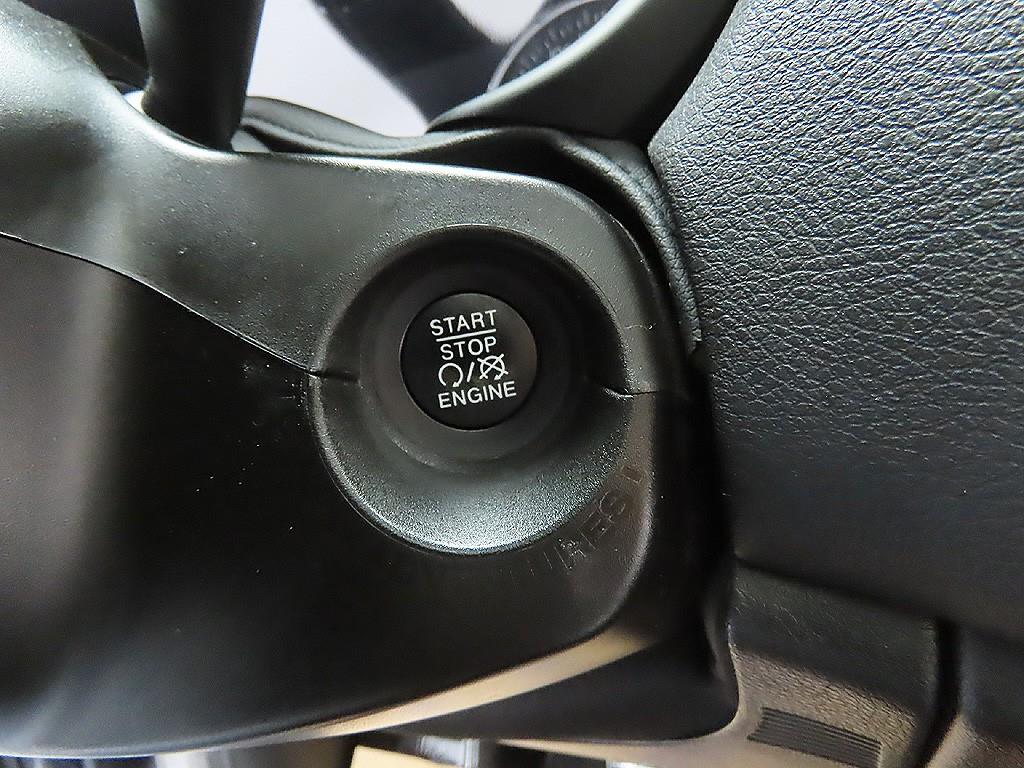 START
STOP
/
ENGINE